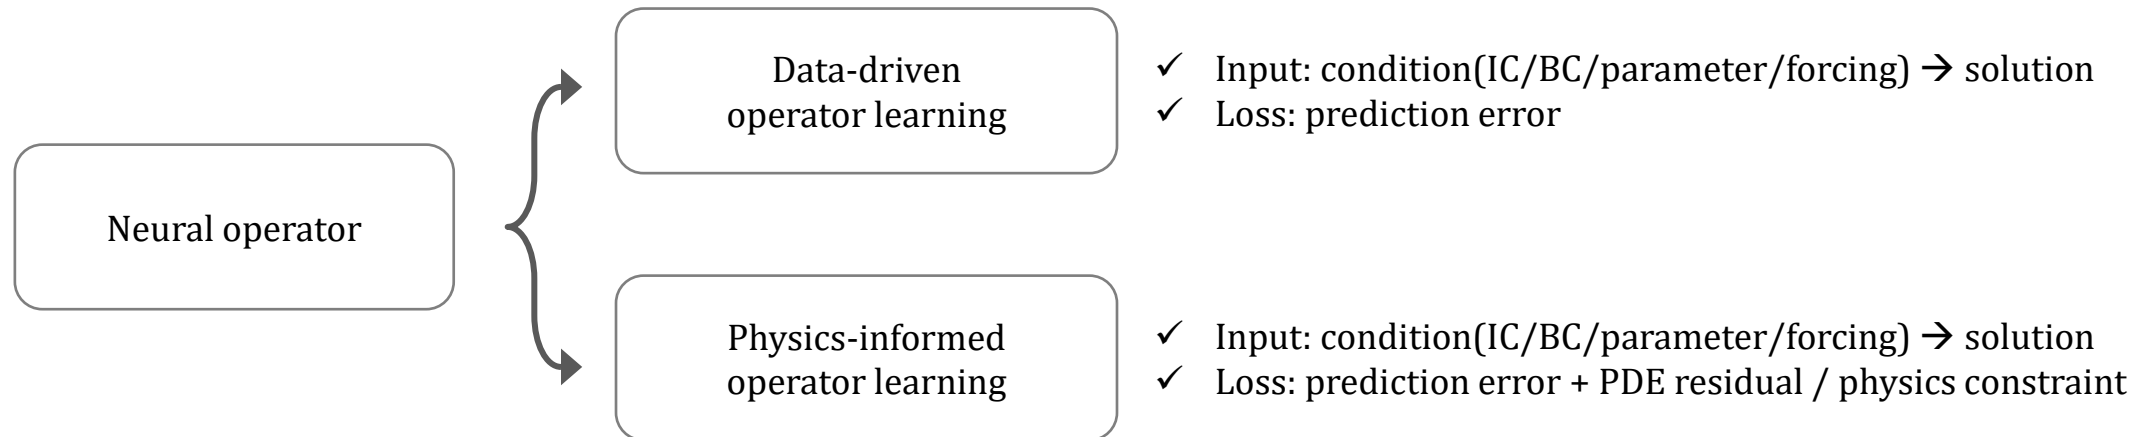 Neural operator
Data-driven
operator learning
✓ Input: condition(IC/BC/parameter/forcing) → solution
✓ Loss: prediction error
Physics-informed
operator learning
✓ Input: condition(IC/BC/parameter/forcing) → solution
✓ Loss: prediction error + PDE residual / physics constraint